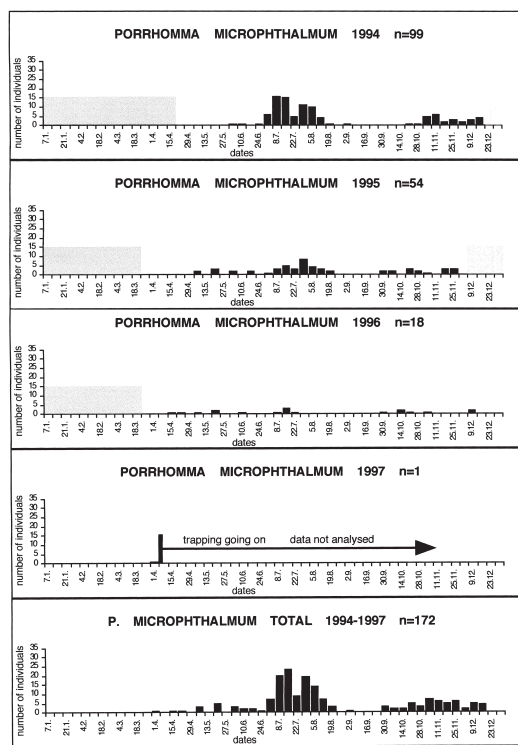 PORRHOMMA MICROPHTHALMUM 1994 n=99
number of individuals
35
30
25
20
15
10
5
0
7.1. 21.1. 4.2. 18.2. 4.3. 18.3. 1.4. 15.4. 29.4. 13.5. 27.5. 10.6. 24.6. 8.7. 22.7. 5.8. 19.8. 2.9. 16.9. 30.9. 14.10. 28.10. 11.11. 25.11. 9.12. 23.12.
dates
PORRHOMMA MICROPHTHALMUM 1995 n=54
number of individuals
35
30
25
20
15
10
5
0
7.1. 21.1. 4.2. 18.2. 4.3. 18.3. 1.4. 15.4. 29.4. 13.5. 27.5. 10.6. 24.6. 8.7. 22.7. 5.8. 19.8. 2.9. 16.9. 30.9. 14.10. 28.10. 11.11. 25.11. 9.12. 23.12.
dates
PORRHOMMA MICROPHTHALMUM 1996 n=18
number of individuals
35
30
25
20
15
10
5
0
7.1. 21.1. 4.2. 18.2. 4.3. 18.3. 1.4. 15.4. 29.4. 13.5. 27.5. 10.6. 24.6. 8.7. 22.7. 5.8. 19.8. 2.9. 16.9. 30.9. 14.10. 28.10. 11.11. 25.11. 9.12. 23.12.
dates
PORRHOMMA MICROPHTHALMUM 1997 n=1
number of individuals
35
30
25
20
15
10
5
0
trapping going on data not analysed
7.1. 21.1. 4.2. 18.2. 4.3. 18.3. 1.4. 15.4. 29.4. 13.5. 27.5. 10.6. 24.6. 8.7. 22.7. 5.8. 19.8. 2.9. 16.9. 30.9. 14.10. 28.10. 11.11. 25.11. 9.12. 23.12.
dates
P. MICROPHTHALMUM TOTAL 1994-1997 n=172
number of individuals
35
30
25
20
15
10
5
0
7.1. 21.1. 4.2. 18.2. 4.3. 18.3. 1.4. 15.4. 29.4. 13.5. 27.5. 10.6. 24.6. 8.7. 22.7. 5.8. 19.8. 2.9. 16.9. 30.9. 14.10. 28.10. 11.11. 25.11. 9.12. 23.12.
dates